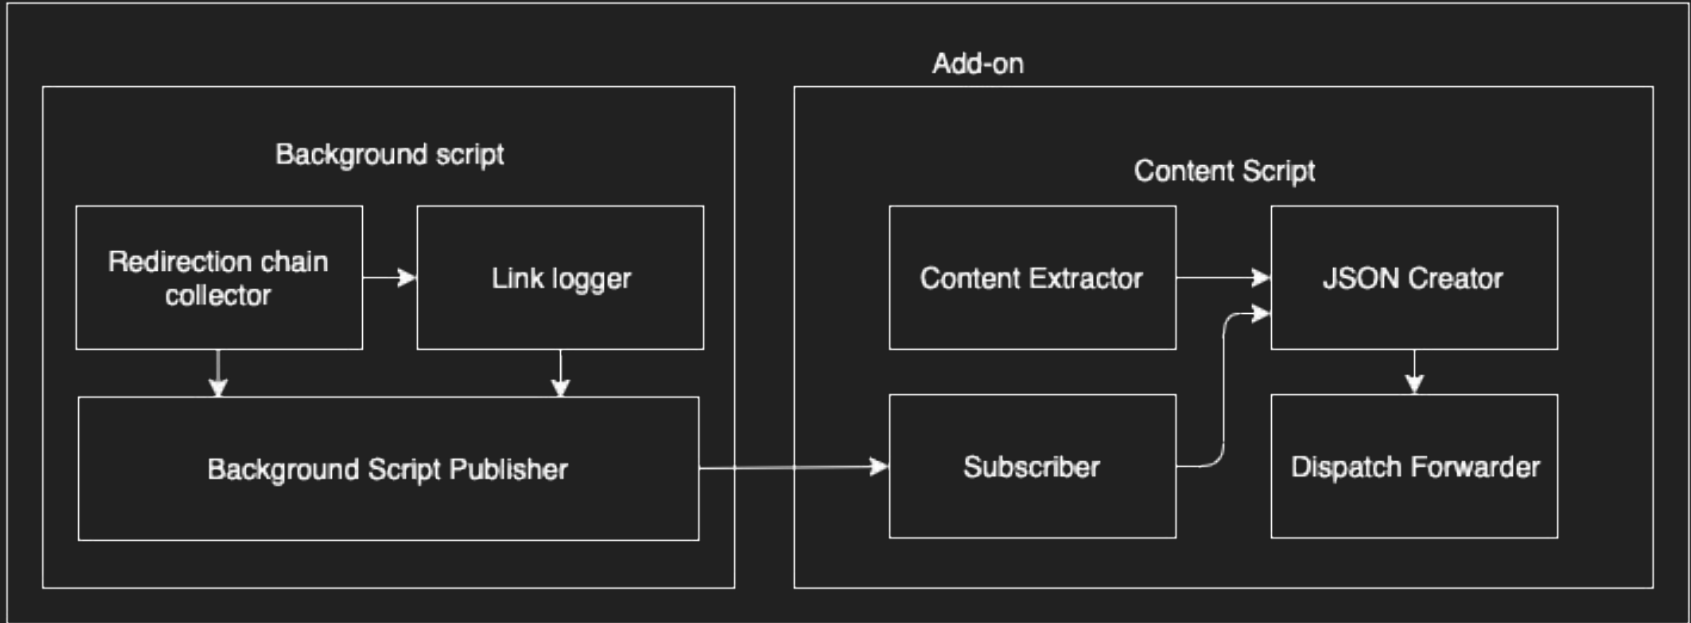 Add-on
Background script
Redirection chain
collector
Link logger
Background Script Publisher
Content Script
Content Extractor
JSON Creator
Subscriber
Dispatch Forwarder